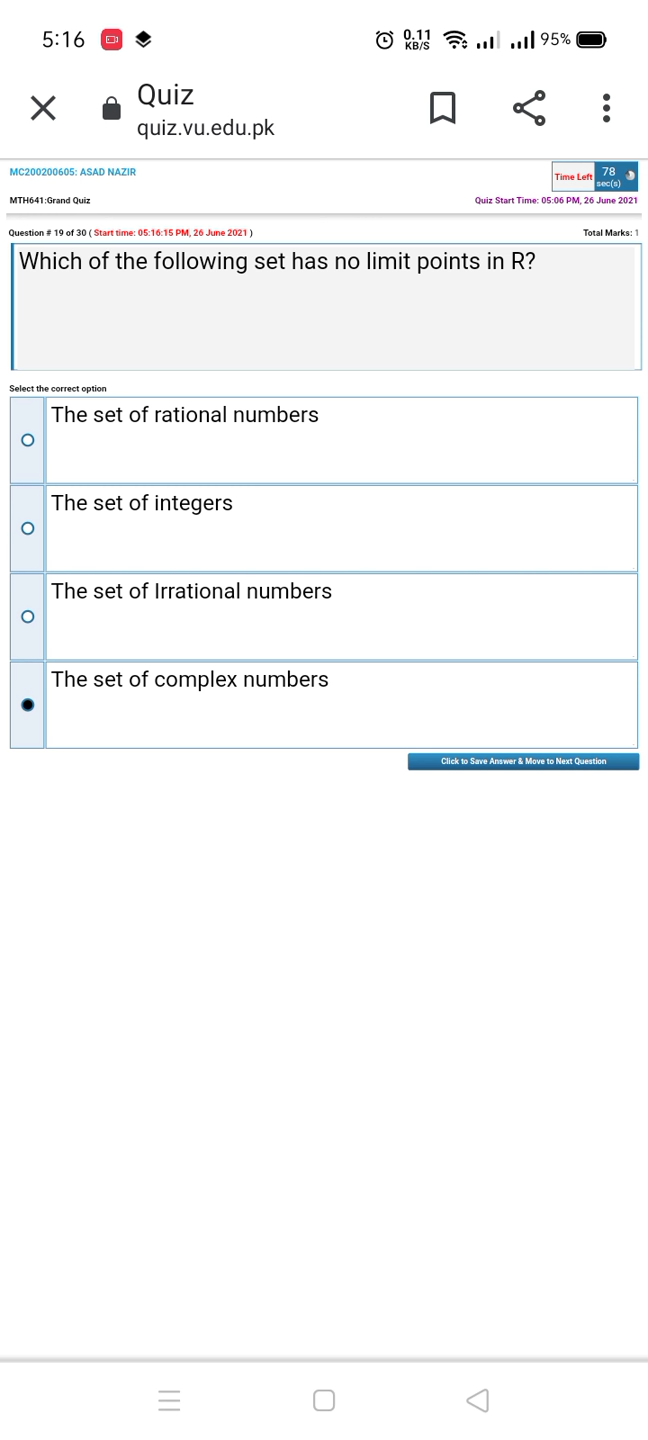 5:16 0.11 KB/S 95%
Quiz
quiz.vu.edu.pk
MC200200605: ASAD NAZIR
Time Left 78 sec(s)
MTH641:Grand Quiz
Quiz Start Time: 05:06 PM, 26 June 2021
Question # 19 of 30 ( Start time: 05:16:15 PM, 26 June 2021 )
Total Marks: 1
Which of the following set has no limit points in R?
Select the correct option
The set of rational numbers
The set of integers
The set of Irrational numbers
The set of complex numbers
Click to Save Answer & Move to Next Question